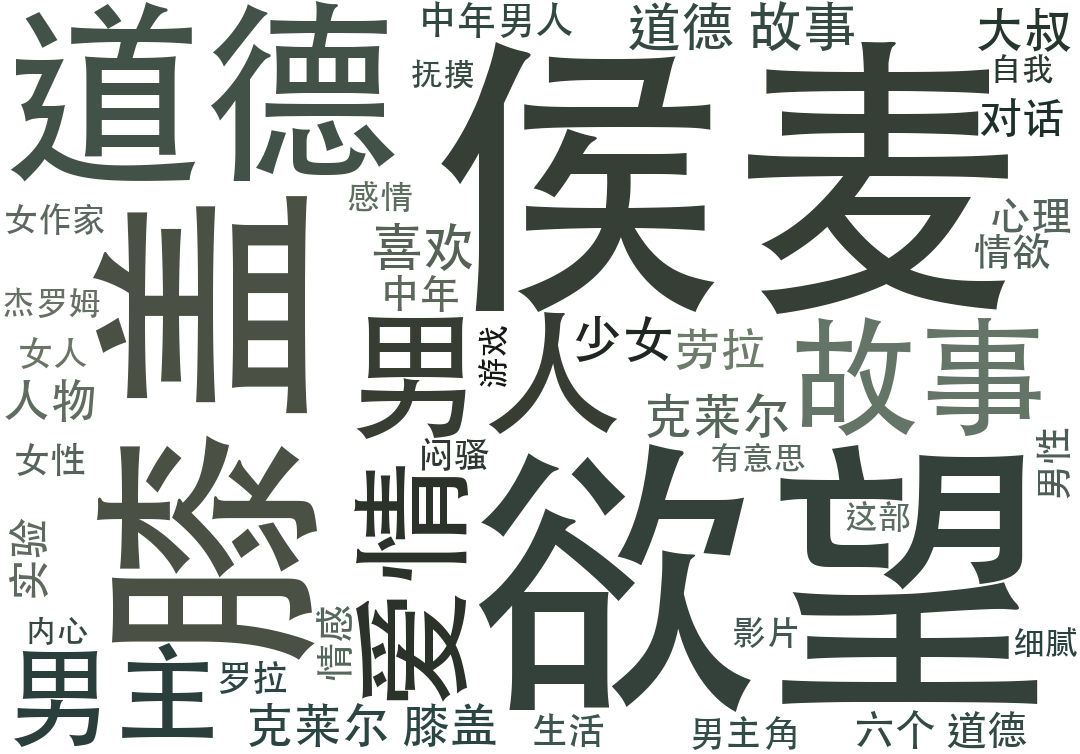 道德
中年男人
道德 故事
大叔
抚摸
自我
侯麦
对话
感情
女作家
喜欢
心理
情欲
膝盖
中年
杰罗姆
男人
游戏
少女
劳拉
故事
女人
人物
克莱尔
女性
闷骚
有意思
男性
爱情
欲望
这部
实验
内心
情感
影片
细腻
男主
罗拉
克莱尔 膝盖
生活
男主角
六个 道德